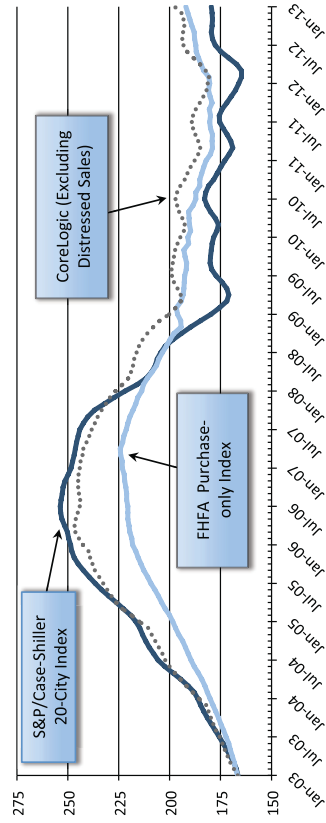 275
250
225
200
175
150
S&P/Case-Shiller
20-City Index
CoreLogic (Excluding
Distressed Sales)
FHFA Purchase-
only Index
Jan-03
Jul-03
Jan-04
Jul-04
Jan-05
Jul-05
Jan-06
Jul-06
Jan-07
Jul-07
Jan-08
Jul-08
Jan-09
Jul-09
Jan-10
Jul-10
Jan-11
Jul-11
Jan-12
Jul-12
Jan-13